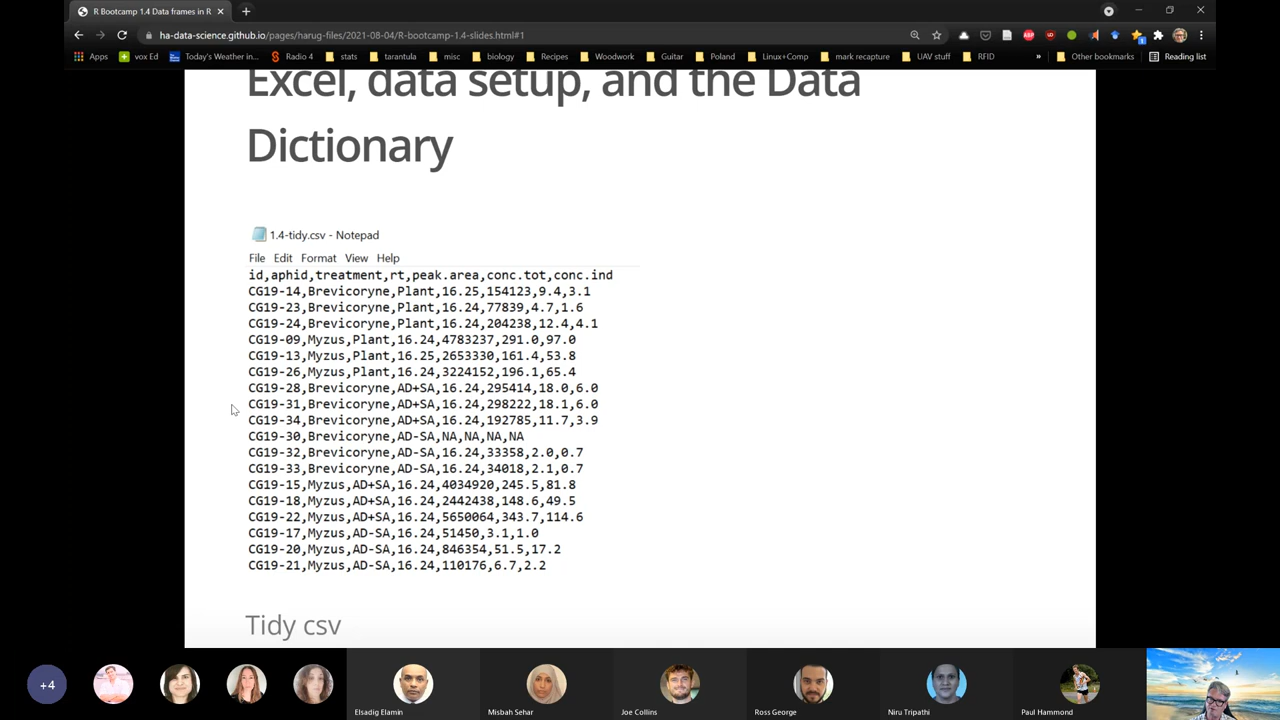 R Bootcamp 1.4 Data frames in R
ha-data-science.github.io/pages/harug-files/2021-08-04/R-bootcamp-1.4-slides.html#1
Apps vox Ed Today's Weather in... Radio 4 stats tarantula misc biology Recipes Woodwork Guitar Poland Linux+Comp mark recapture UAV stuff RFID » Other bookmarks Reading list
Excel, data setup, and the Data
Dictionary
1.4-tidy.csv - Notepad
File Edit Format View Help
id,aphid,treatment,rt,peak.area,conc.tot,conc.ind
CG19-14,Brevicoryne,Plant,16.25,154123,9.4,3.1
CG19-23,Brevicoryne,Plant,16.24,77839,4.7,1.6
CG19-24,Brevicoryne,Plant,16.24,204238,12.4,4.1
CG19-09,Myzus,Plant,16.24,4783237,291.0,97.0
CG19-13,Myzus,Plant,16.25,2653330,161.4,53.8
CG19-26,Myzus,Plant,16.24,3224152,196.1,65.4
CG19-28,Brevicoryne,AD+SA,16.24,295414,18.0,6.0
CG19-31,Brevicoryne,AD+SA,16.24,298222,18.1,6.0
CG19-34,Brevicoryne,AD+SA,16.24,192785,11.7,3.9
CG19-30,Brevicoryne,AD-SA,NA,NA,NA,NA
CG19-32,Brevicoryne,AD-SA,16.24,33358,2.0,0.7
CG19-33,Brevicoryne,AD-SA,16.24,34018,2.1,0.7
CG19-15,Myzus,AD+SA,16.24,4034920,245.5,81.8
CG19-18,Myzus,AD+SA,16.24,2442438,148.6,49.5
CG19-22,Myzus,AD+SA,16.24,5650064,343.7,114.6
CG19-17,Myzus,AD-SA,16.24,51450,3.1,1.0
CG19-20,Myzus,AD-SA,16.24,846354,51.5,17.2
CG19-21,Myzus,AD-SA,16.24,110176,6.7,2.2
Tidy csv
+4
Elsadig Elamin Misbah Sehar Joe Collins Ross George Niru Tripathi Paul Hammond